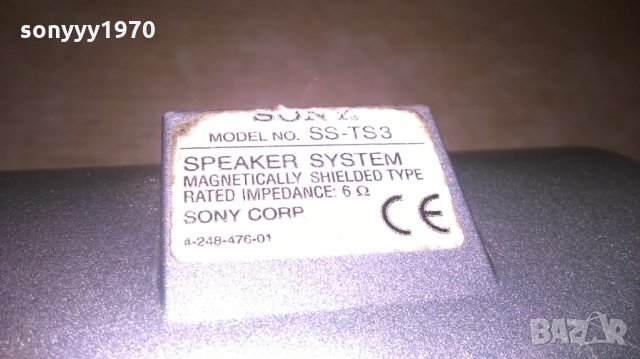 sonyyy1970
SONY
MODEL NO. SS-TS3
SPEAKER SYSTEM
MAGNETICALLY SHIELDED TYPE
RATED IMPEDANCE: 6 Ω
SONY CORP.
CE
4-248-476-01
BAZAR